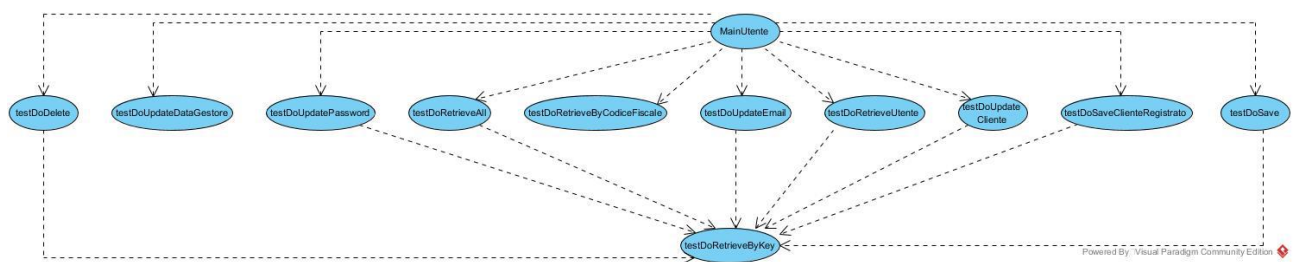 MainUtente
testDoDelete
testDoUpdateDataGestore
testDoUpdatePassword
testDoRetrieveAll
testDoRetrieveByCodiceFiscale
testDoUpdateEmail
testDoRetrieveUtente
testDoUpdate
Cliente
testDoSaveClienteRegistrato
testDoSave
testDoRetrieveByKey
Powered By Visual Paradigm Community Edition